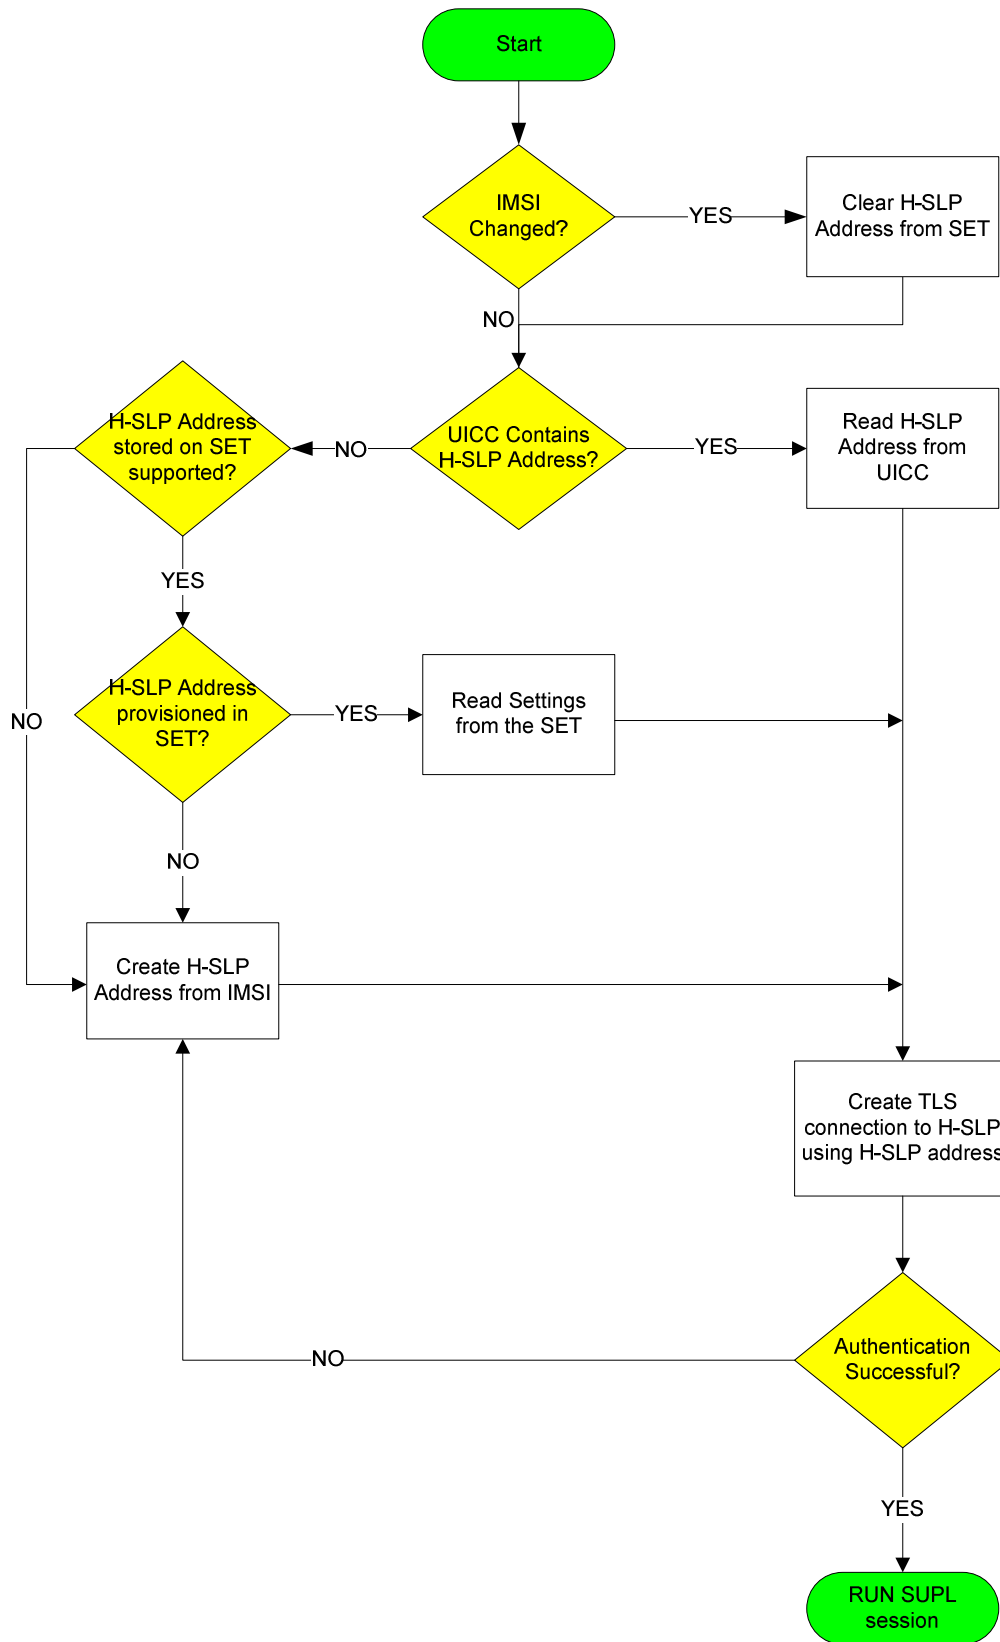 Start
IMSI
Changed?
YES
Clear H-SLP
Address from SET
NO
H-SLP Address
stored on SET
supported?
NO
UICC Contains
H-SLP Address?
YES
Read H-SLP
Address from
UICC
YES
NO
H-SLP Address
provisioned in
SET?
YES
Read Settings
from the SET
NO
Create H-SLP
Address from IMSI
Create TLS
connection to H-SLP
using H-SLP address
Authentication
Successful?
NO
YES
RUN SUPL
session